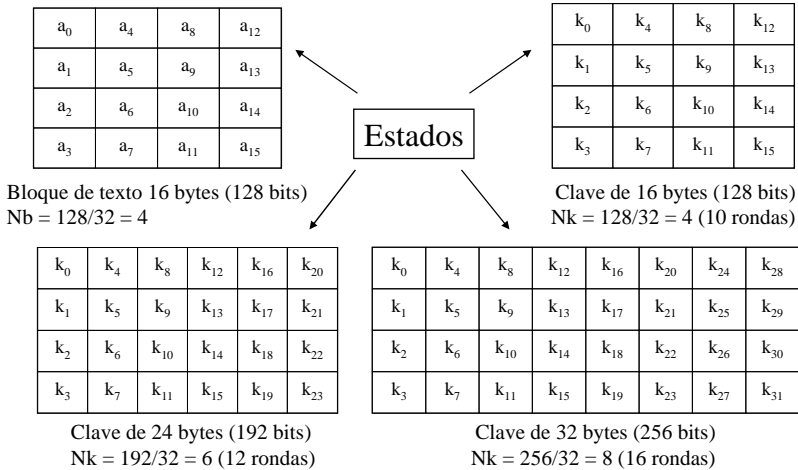 a₀ a₄ a₈ a₁₂
a₁ a₅ a₉ a₁₃
a₂ a₆ a₁₀ a₁₄
a₃ a₇ a₁₁ a₁₅
Bloque de texto 16 bytes (128 bits)
Nb = 128/32 = 4
Estados
k₀ k₄ k₈ k₁₂
k₁ k₅ k₉ k₁₃
k₂ k₆ k₁₀ k₁₄
k₃ k₇ k₁₁ k₁₅
Clave de 16 bytes (128 bits)
Nk = 128/32 = 4 (10 rondas)
k₀ k₄ k₈ k₁₂ k₁₆ k₂₀
k₁ k₅ k₉ k₁₃ k₁₇ k₂₁
k₂ k₆ k₁₀ k₁₄ k₁₈ k₂₂
k₃ k₇ k₁₁ k₁₅ k₁₉ k₂₃
Clave de 24 bytes (192 bits)
Nk = 192/32 = 6 (12 rondas)
k₀ k₄ k₈ k₁₂ k₁₆ k₂₀ k₂₄ k₂₈
k₁ k₅ k₉ k₁₃ k₁₇ k₂₁ k₂₅ k₂₉
k₂ k₆ k₁₀ k₁₄ k₁₈ k₂₂ k₂₆ k₃₀
k₃ k₇ k₁₁ k₁₅ k₁₉ k₂₃ k₂₇ k₃₁
Clave de 32 bytes (256 bits)
Nk = 256/32 = 8 (16 rondas)